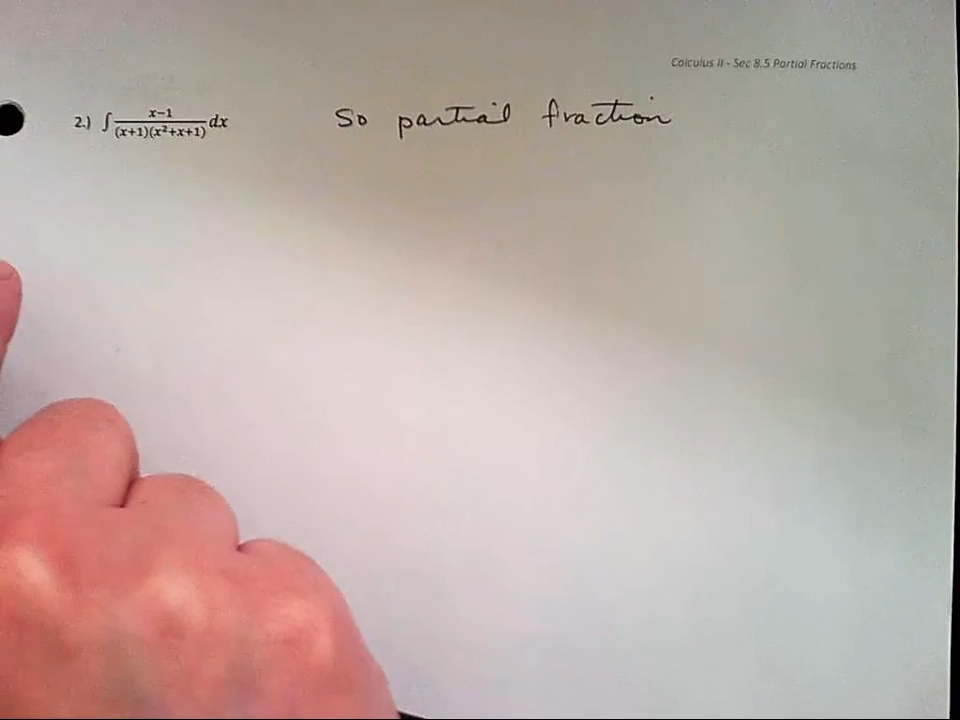 Calculus II - Sec 8.5 Partial Fractions
2.) ∫ x−1 / (x+1)(x²+x+1) dx
So partial fraction